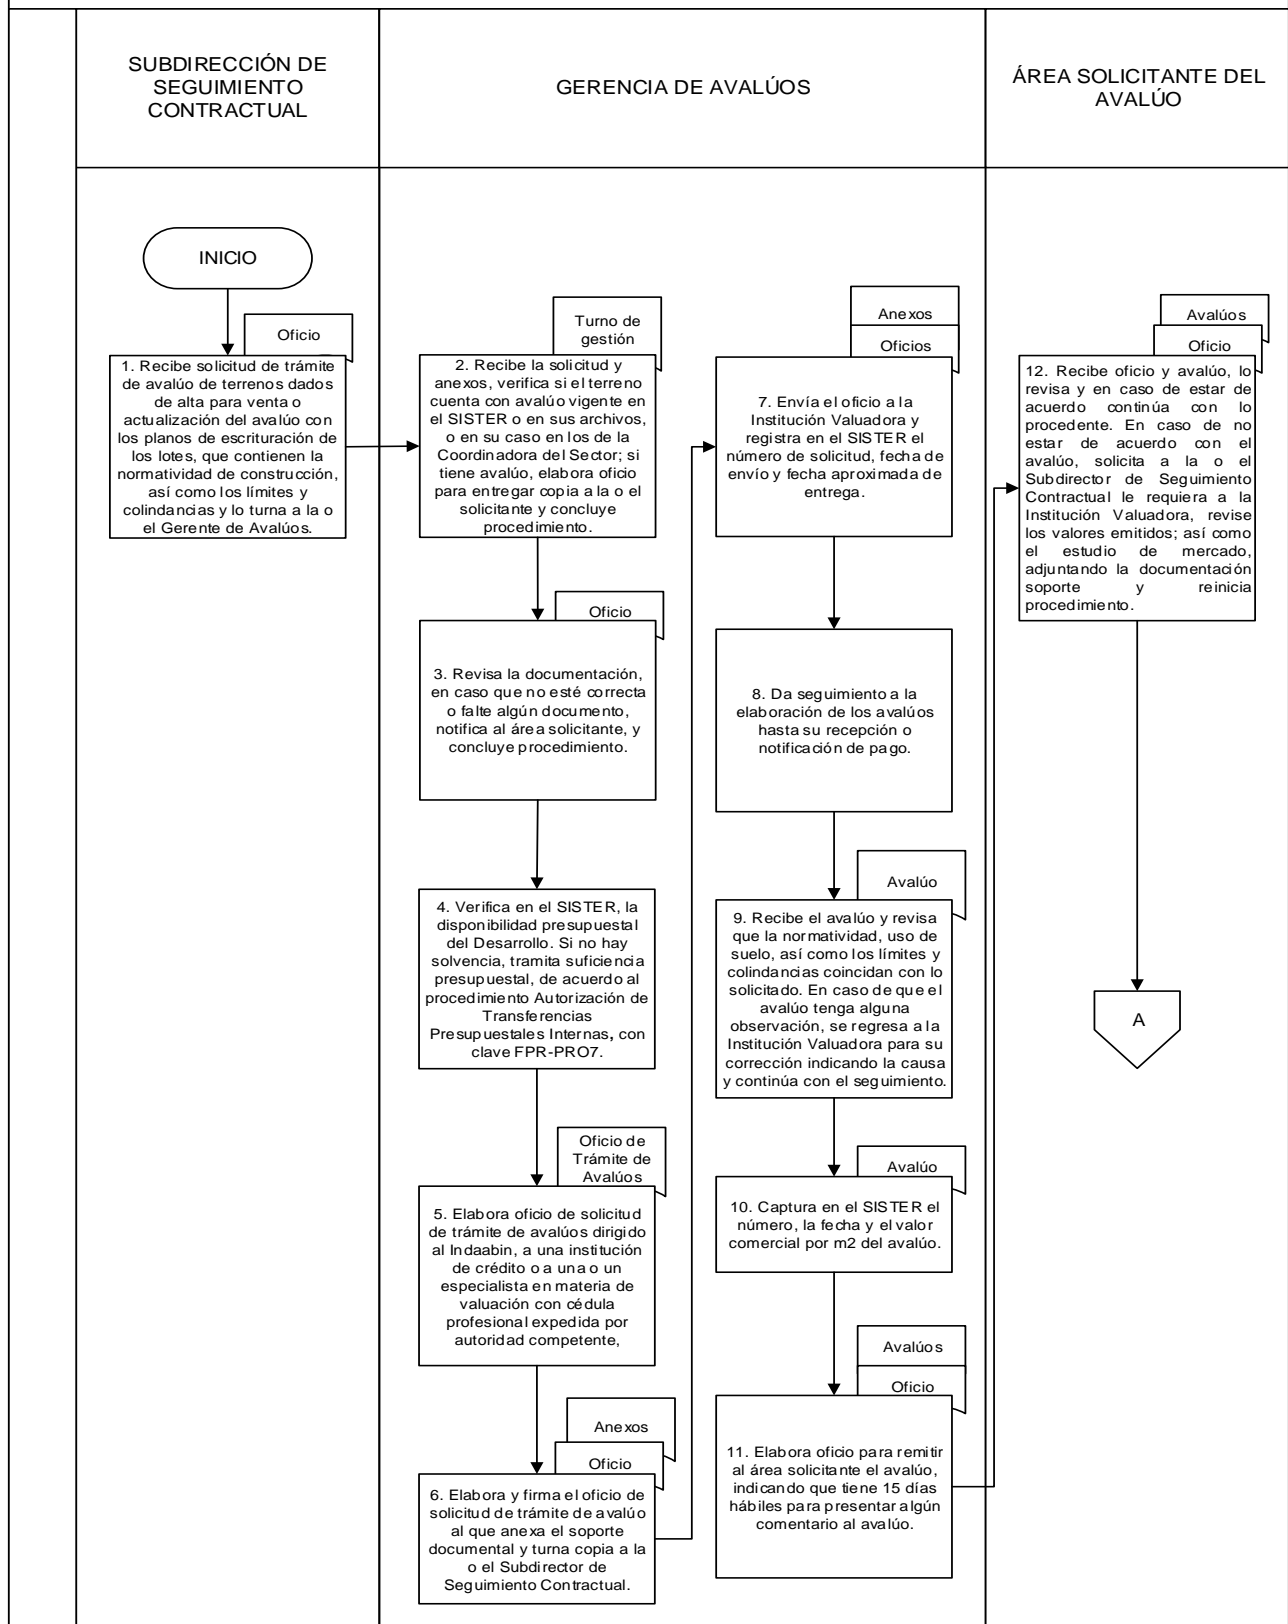 SUBDIRECCIÓN DE
SEGUIMIENTO
CONTRACTUAL
GERENCIA DE AVALÚOS
ÁREA SOLICITANTE DEL
AVALÚO
INICIO
Oficio
1. Recibe solicitud de trámite
de avalúo de terrenos dados
de alta para venta o
actualización del avalúo con
los planos de escrituración de
los lotes, que contienen la
normatividad de construcción,
así como los límites y
colindancias y lo turna a la o
el Gerente de Avalúos.
Turno de
gestión
2. Recibe la solicitud y
anexos, verifica si el terreno
cuenta con avalúo vigente en
el SISTER o en sus archivos,
o en su caso en los de la
Coordinadora del Sector; si
tiene avalúo, elabora oficio
para entregar copia a la o el
solicitante y concluye
procedimiento.
Oficio
3. Revisa la documentación,
en caso que no esté correcta
o falte algún documento,
notifica al área solicitante, y
concluye procedimiento.
4. Verifica en el SISTER, la
disponibilidad presupuestal
del Desarrollo. Si no hay
solvencia, tramita suficiencia
presupuestal, de acuerdo al
procedimiento Autorización de
Transferencias
Presupuestales Internas, con
clave FPR-PRO7.
Oficio de
Trámite de
Avalúos
5. Elabora oficio de solicitud
de trámite de avalúos dirigido
al Indaabin, a una institución
de crédito o a una o un
especialista en materia de
valuación con cédula
profesional expedida por
autoridad competente,
Anexos
Oficio
6. Elabora y firma el oficio de
solicitud de trámite de avalúo
al que anexa el soporte
documental y turna copia a la
o el Subdirector de
Seguimiento Contractual.
Anexos
Oficios
7. Envía el oficio a la
Institución Valuadora y
registra en el SISTER el
número de solicitud, fecha de
envío y fecha aproximada de
entrega.
8. Da seguimiento a la
elaboración de los avalúos
hasta su recepción o
notificación de pago.
Avalúo
9. Recibe el avalúo y revisa
que la normatividad, uso de
suelo, así como los límites y
colindancias coincidan con lo
solicitado. En caso de que el
avalúo tenga alguna
observación, se regresa a la
Institución Valuadora para su
corrección indicando la causa
y continúa con el seguimiento.
Avalúo
10. Captura en el SISTER el
número, la fecha y el valor
comercial por m2 del avalúo.
Avalúos
Oficio
11. Elabora oficio para remitir
al área solicitante el avalúo,
indicando que tiene 15 días
hábiles para presentar algún
comentario al avalúo.
Avalúos
Oficio
12. Recibe oficio y avalúo, lo
revisa y en caso de estar de
acuerdo continúa con lo
procedente. En caso de no
estar de acuerdo con el
avalúo, solicita a la o el
Subdirector de Seguimiento
Contractual le requiera a la
Institución Valuadora, revise
los valores emitidos; así como
el estudio de mercado,
adjuntando la documentación
soporte y reinicia
procedimiento.
A